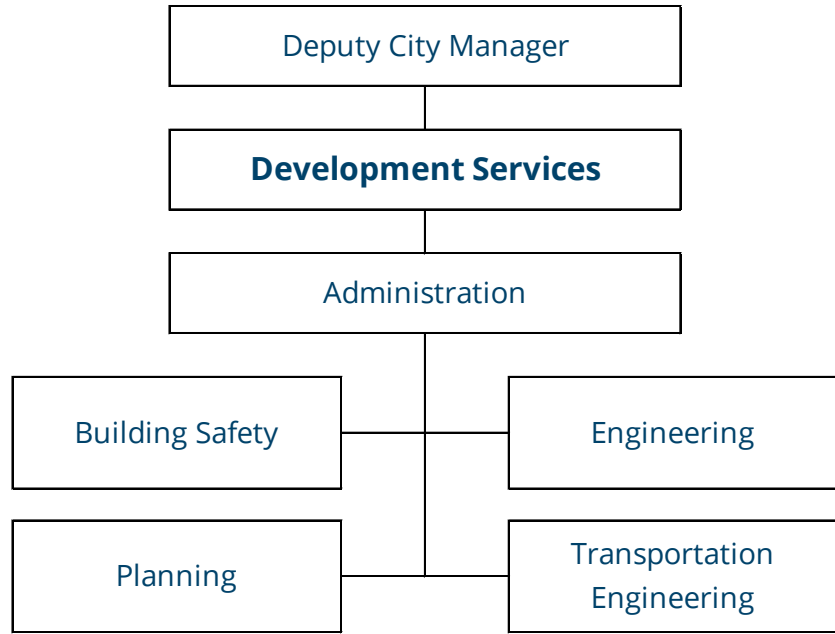 Deputy City Manager
Development Services
Administration
Building Safety
Engineering
Planning
Transportation
Engineering